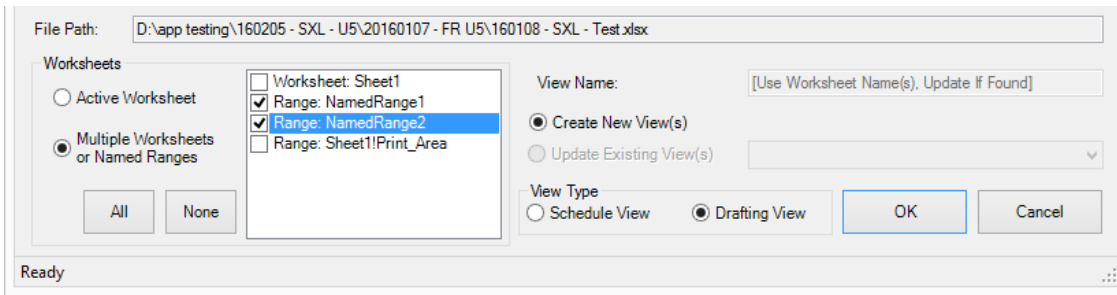 File Path: D:\app testing\160205 - SXL - U5\20160107 - FR U5\160108 - SXL - Test.xlsx
Worksheets
Active Worksheet
Multiple Worksheets
or Named Ranges
All None
Worksheet: Sheet1
Range: NamedRange1
Range: NamedRange2
Range: Sheet1!Print_Area
View Name: [Use Worksheet Name(s), Update If Found]
Create New View(s)
Update Existing View(s)
View Type
Schedule View Drafting View
OK Cancel
Ready